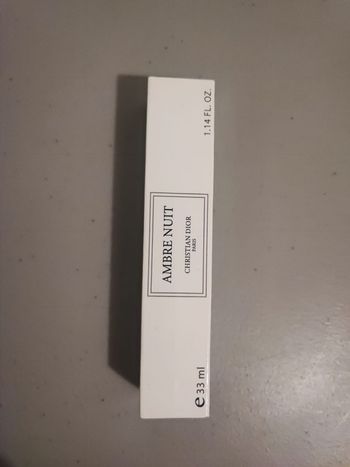 AMBRE NUIT
CHRISTIAN DIOR
PARIS
e 33 ml
1.14 FL. OZ.